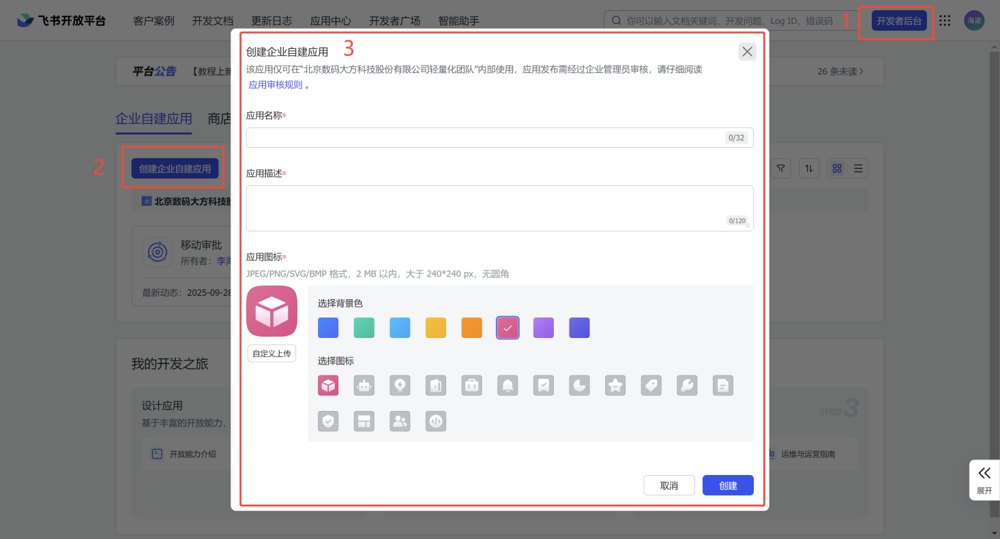 飞书开放平台 客户案例 开发文档 更新日志 应用中心 开发者广场 智能助手 你可以输入文档关键词、开发问题、Log ID、错误码 1 开发者后台 海波
平台公告 【教程上新 26 条未读
企业自建应用 商店
2 创建企业自建应用
北京数码大方科技股
移动审批
所有者：李海
最新动态：2025-09-28
我的开发之旅
设计应用
基于丰富的开放能力，
开放能力介绍
step 3
运维与运营指南
展开
创建企业自建应用 3
该应用仅可在“北京数码大方科技股份有限公司轻量化团队”内部使用，应用发布需经过企业管理员审核，请仔细阅读
应用审核规则 。
应用名称*
0/32
应用描述*
0/120
应用图标*
JPEG/PNG/SVG/BMP 格式，2 MB 以内，大于 240*240 px，无圆角
选择背景色
自定义上传
选择图标
取消 创建